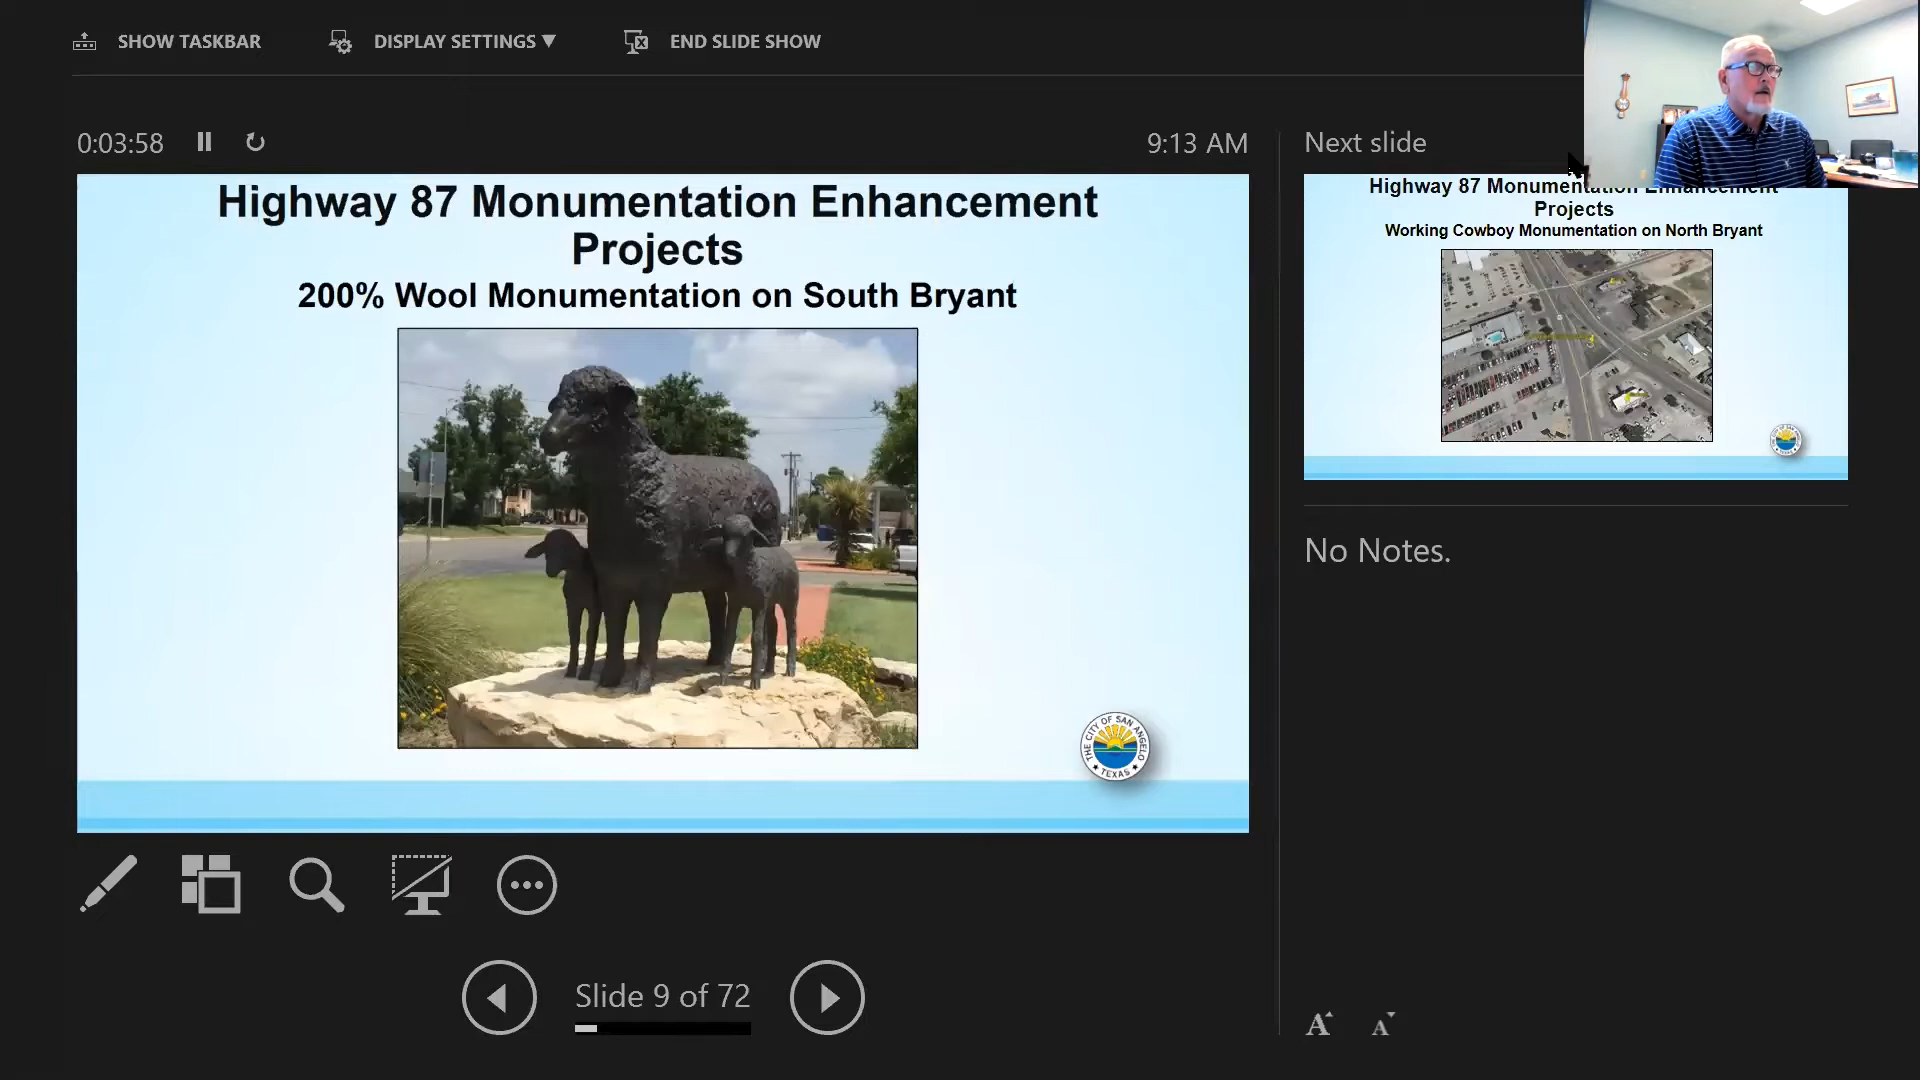 SHOW TASKBAR
DISPLAY SETTINGS ▼
END SLIDE SHOW
0:03:58
9:13 AM
Next slide
Highway 87 Monumentation Enhancement
Projects
200% Wool Monumentation on South Bryant
THE CITY OF SAN ANGELO
TEXAS
Highway 87 Monumentation Enhancement
Projects
Working Cowboy Monumentation on North Bryant
No Notes.
Slide 9 of 72
A
A